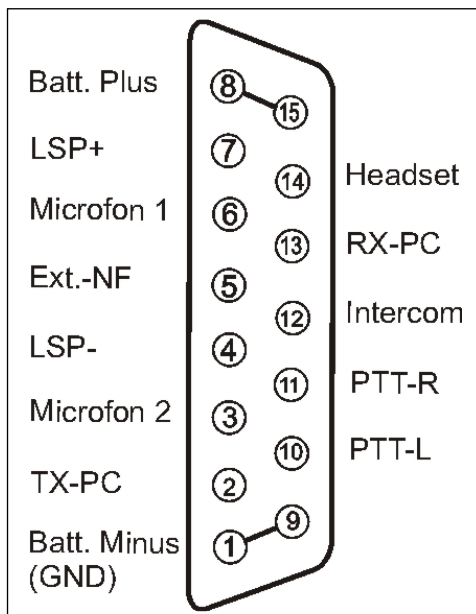 Batt. Plus
8
15
LSP+
7
14
Headset
Microfon 1
6
13
RX-PC
Ext.-NF
5
12
Intercom
LSP-
4
11
PTT-R
Microfon 2
3
10
PTT-L
TX-PC
2
9
Batt. Minus
(GND)
1